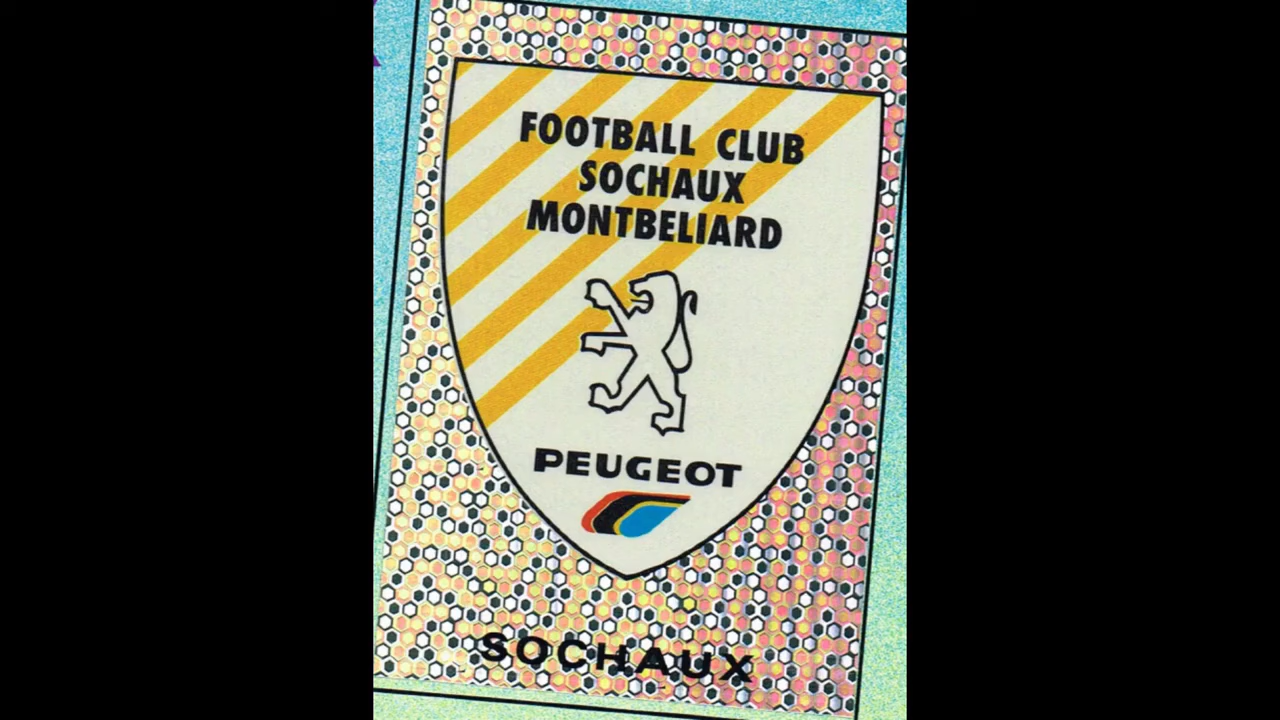 FOOTBALL CLUB
SOCHAUX
MONTBELIARD
PEUGEOT
SOCHAUX